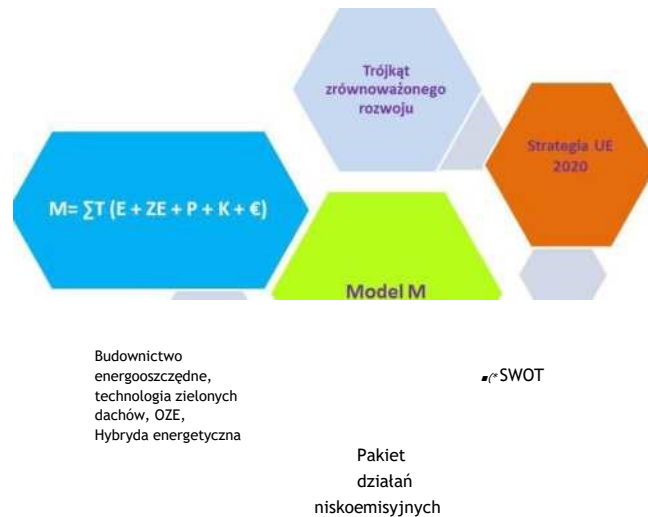 Trójkąt
zrównoważonego
rozwoju
Strategia UE
2020
M= ∑T (E + ZE + P + K + €)
Model M
Budownictwo
energooszczędne,
technologia zielonych
dachów, OZE,
Hybryda energetyczna
■(*SWOT
Pakiet
działań
niskoemisyjnych